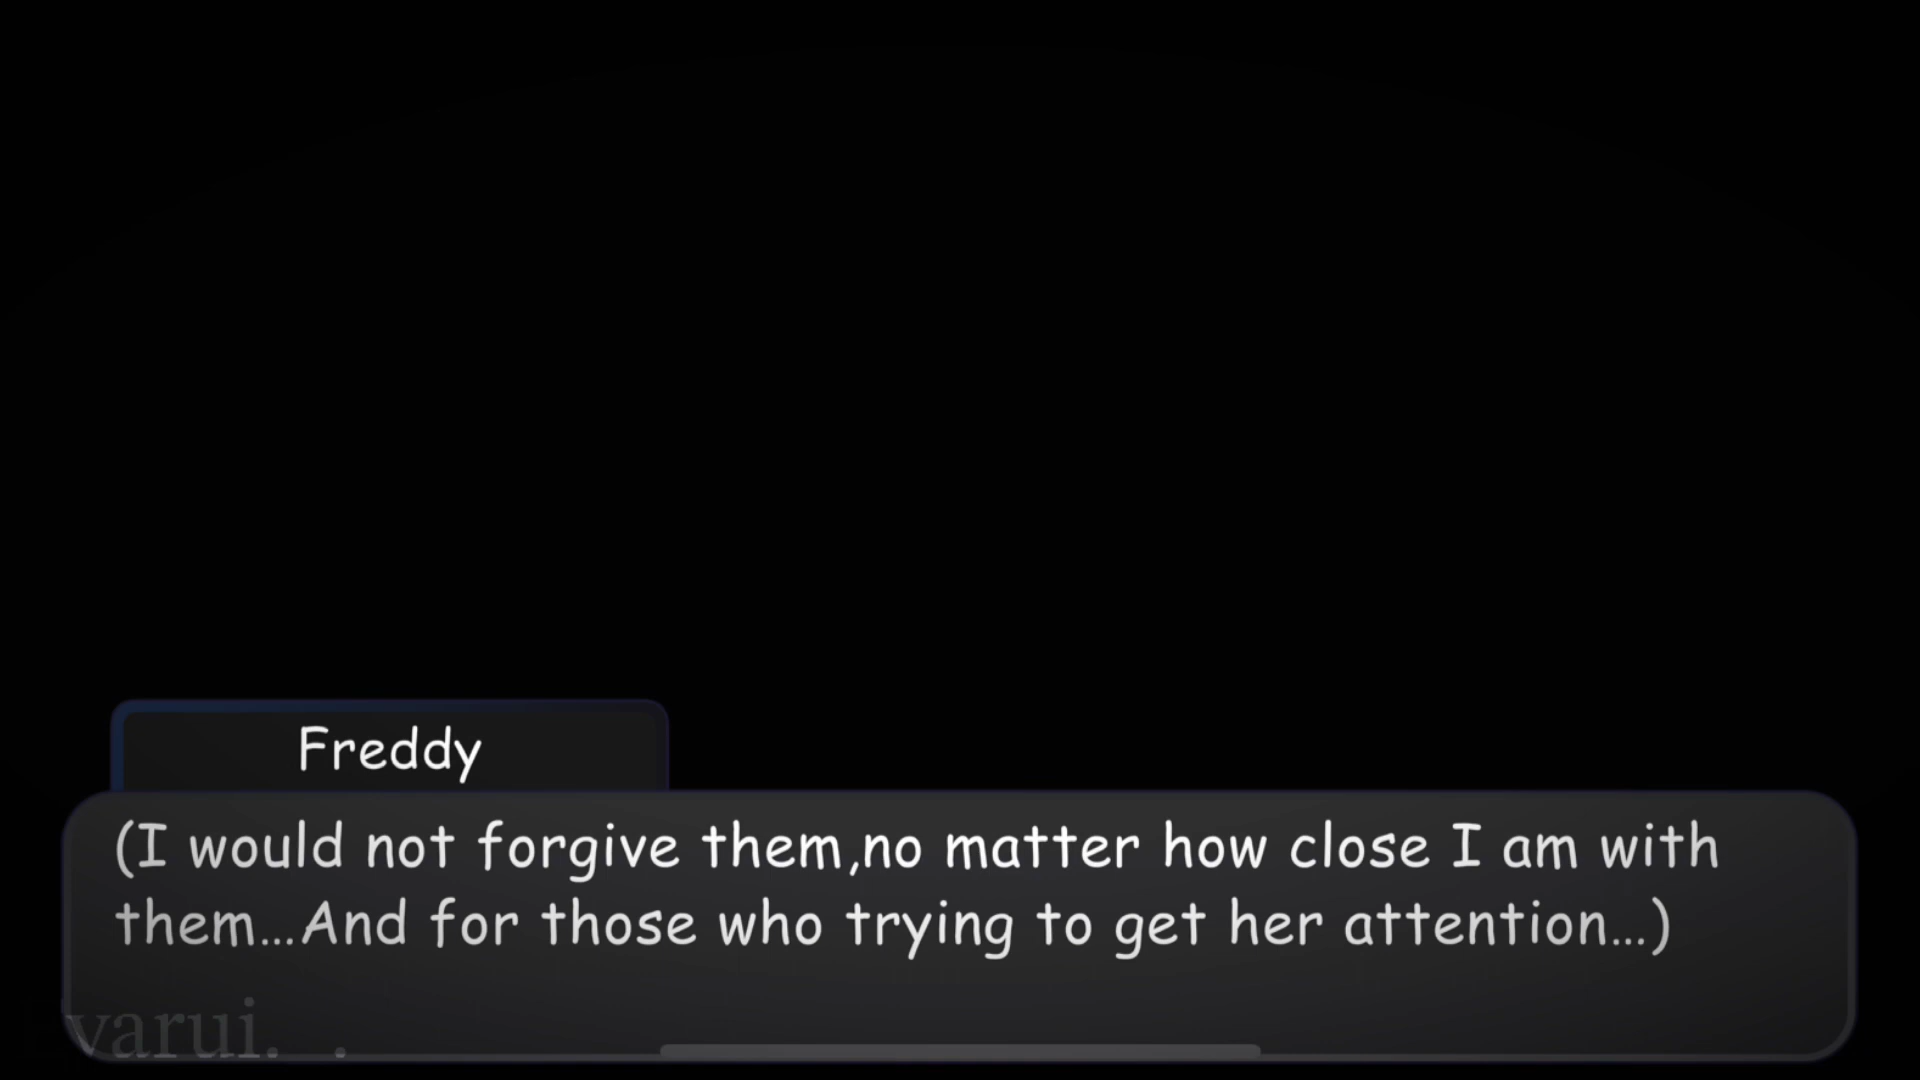 Freddy
(I would not forgive them,no matter how close I am with
them...And for those who trying to get her attention...)
Evarui. .